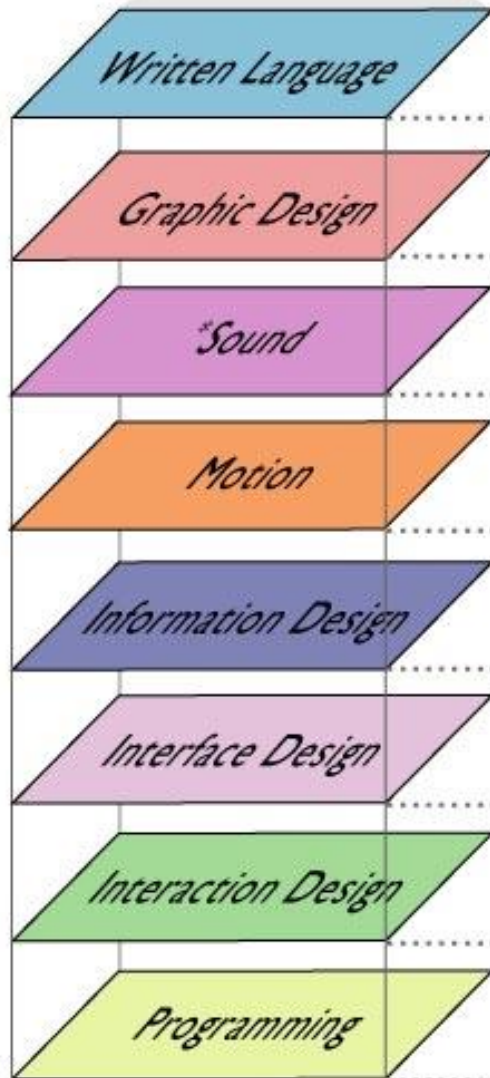 Written Language
Graphic Design
*Sound
Motion
Information Design
Interface Design
Interaction Design
Programming